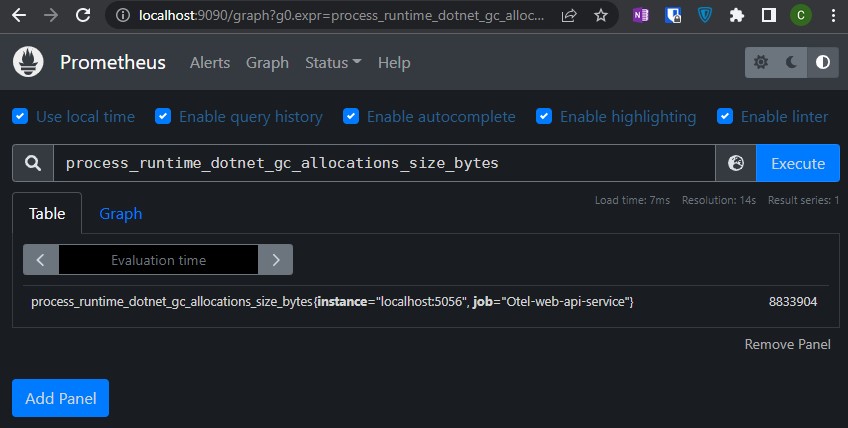 localhost:9090/graph?g0.expr=process_runtime_dotnet_gc_alloc...
N
C
Prometheus Alerts Graph Status Help
Use local time Enable query history Enable autocomplete Enable highlighting Enable linter
process_runtime_dotnet_gc_allocations_size_bytes Execute
Load time: 7ms Resolution: 14s Result series: 1
Table Graph
Evaluation time
process_runtime_dotnet_gc_allocations_size_bytes{instance="localhost:5056", job="Otel-web-api-service"} 8833904
Remove Panel
Add Panel